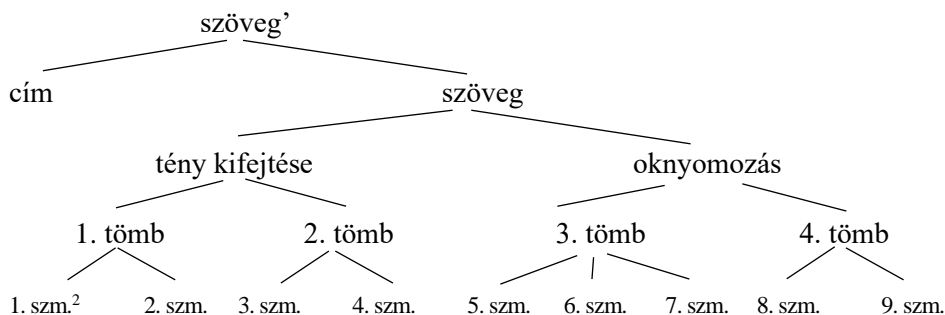 szöveg’
cím szöveg
tény kifejtése oknyomozás
1. tömb 2. tömb 3. tömb 4. tömb
1. szm.² 2. szm. 3. szm. 4. szm. 5. szm. 6. szm. 7. szm. 8. szm. 9. szm.